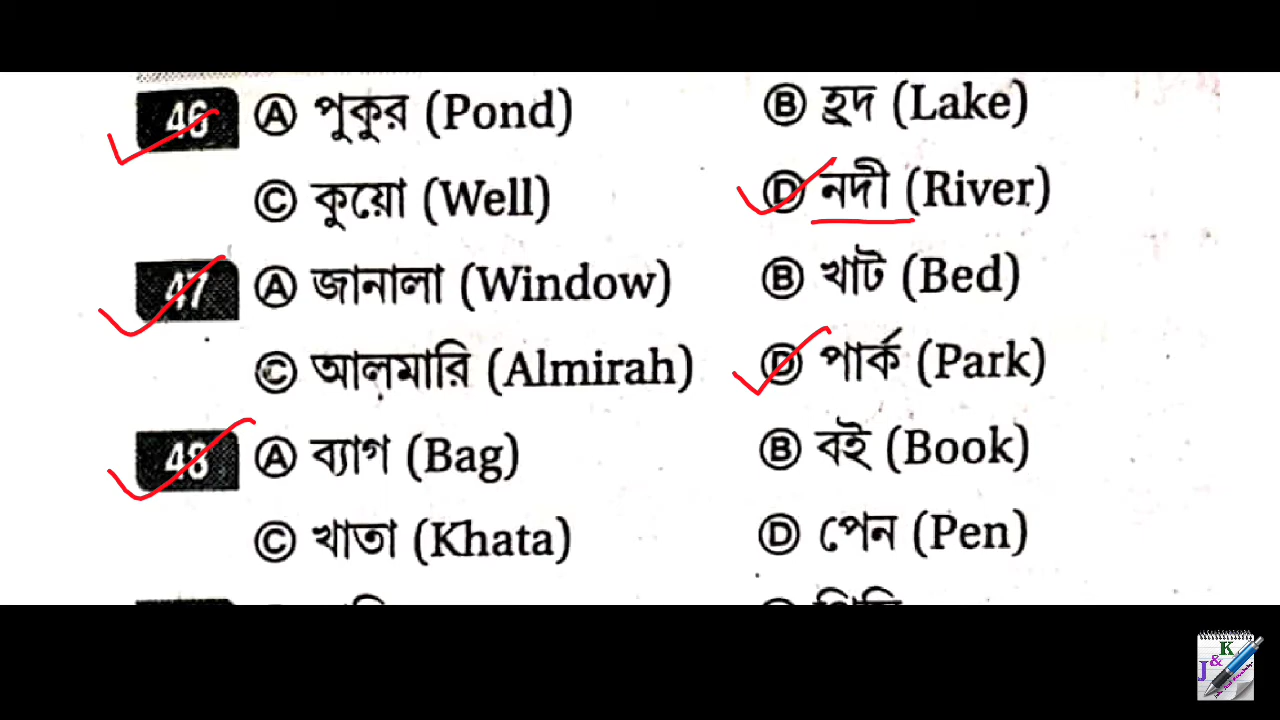 46 Ⓐ পুকুর (Pond) Ⓑ হ্রদ (Lake)
Ⓒ কুয়ো (Well) Ⓓ নদী (River)
47 Ⓐ জানালা (Window) Ⓑ খাট (Bed)
Ⓒ আলমারি (Almirah) Ⓓ পার্ক (Park)
48 Ⓐ ব্যাগ (Bag) Ⓑ বই (Book)
Ⓒ খাতা (Khata) Ⓓ পেন (Pen)
J&K